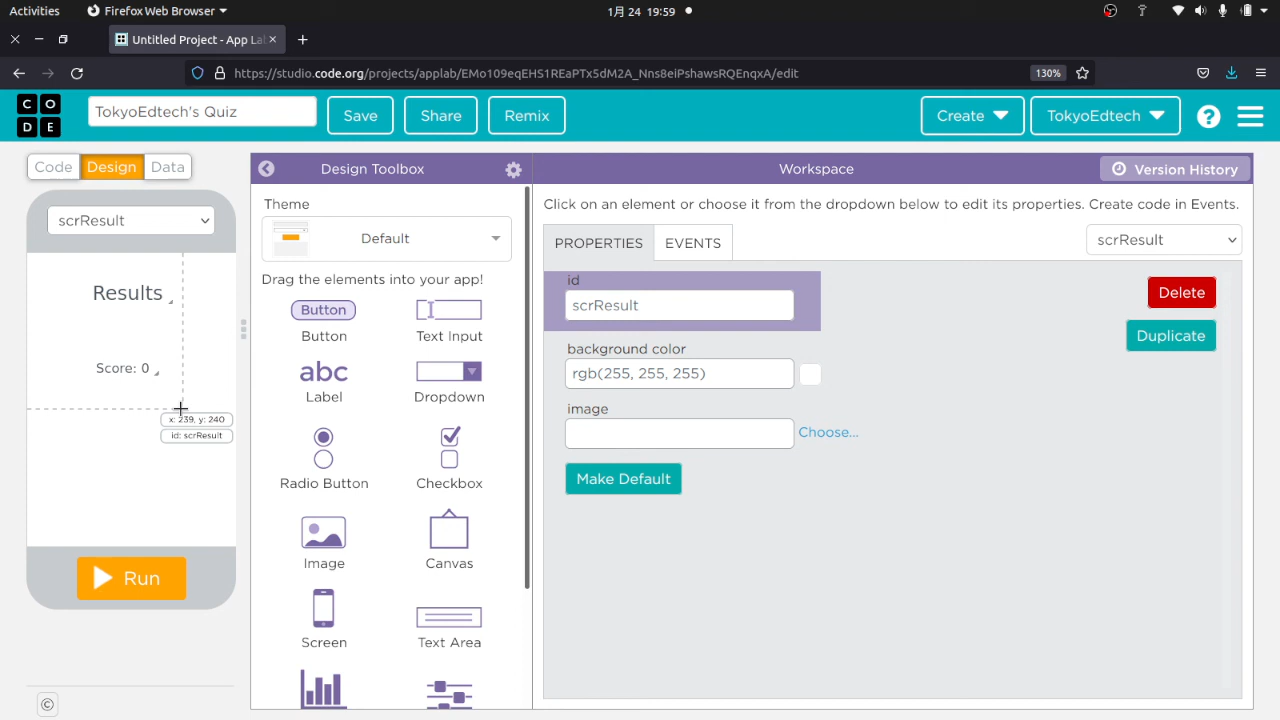 Activities
Firefox Web Browser
1月 24 19:59
Untitled Project - App La
https://studio.code.org/projects/applab/EMo109eqEHS1REaPTx5dM2A_Nns8eiPshawsRQEnqxA/edit
130%
C O
D E
TokyoEdtech's Quiz
Save
Share
Remix
Create
TokyoEdtech
?
Code
Design
Data
Design Toolbox
Workspace
Version History
scrResult
Theme
Default
Drag the elements into your app!
Button
Button
Text Input
abc
Label
Dropdown
Radio Button
Checkbox
Image
Canvas
Screen
Text Area
Results
Score: 0
x: 239, y: 240
id: scrResult
Run
©
Click on an element or choose it from the dropdown below to edit its properties. Create code in Events.
PROPERTIES
EVENTS
scrResult
id
scrResult
Delete
Duplicate
background color
rgb(255, 255, 255)
image
Choose...
Make Default